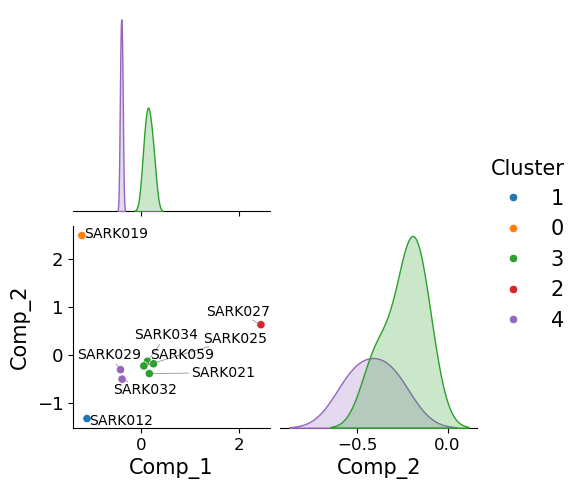 Cluster
1
0
3
2
4
Comp_2
2
1
0
−1
SARK019
SARK027
SARK034
SARK025
SARK029
SARK059
SARK021
SARK032
SARK012
0
2
−0.5
0.0
Comp_1
Comp_2